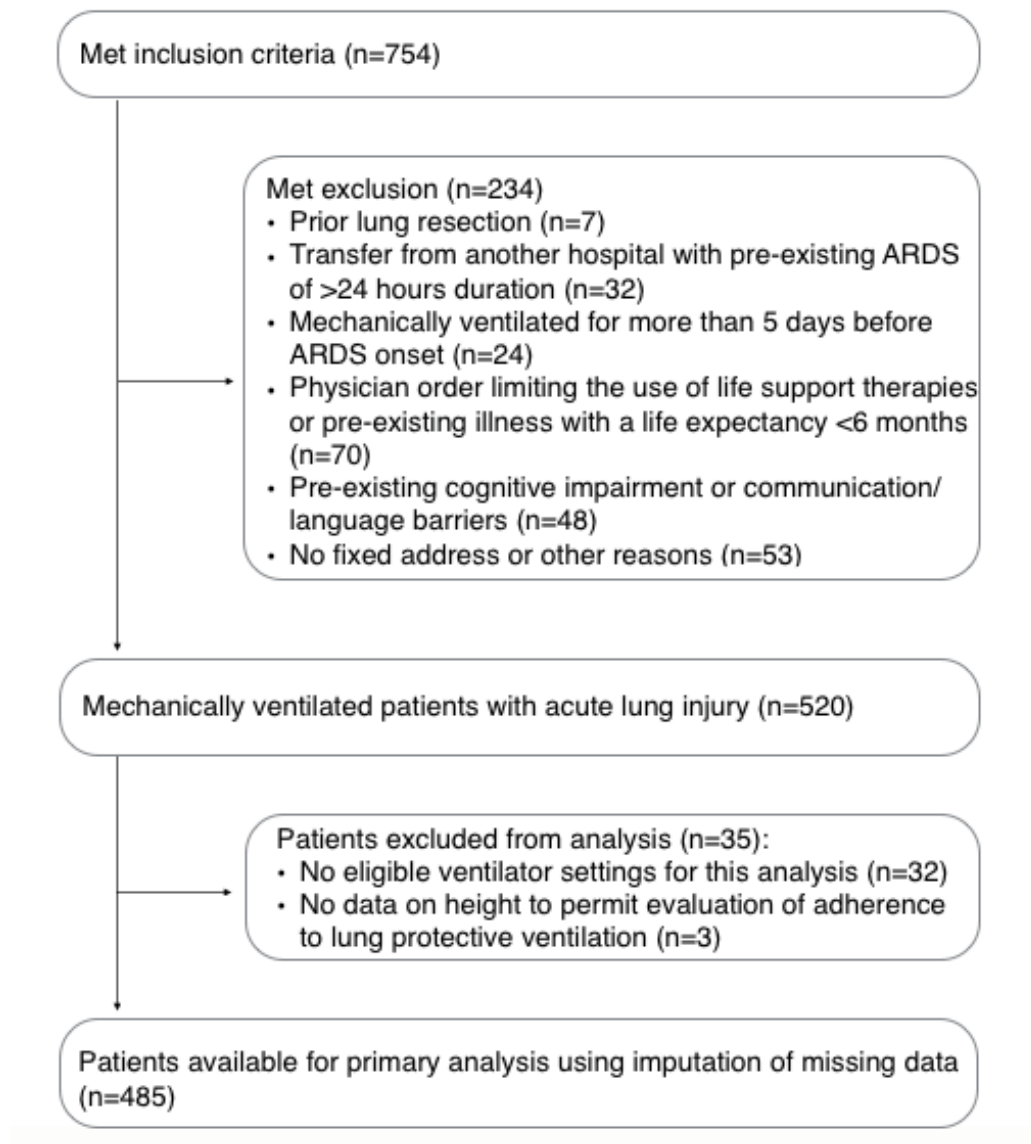 Met inclusion criteria (n=754)
Met exclusion (n=234)
• Prior lung resection (n=7)
• Transfer from another hospital with pre-existing ARDS
of >24 hours duration (n=32)
• Mechanically ventilated for more than 5 days before
ARDS onset (n=24)
• Physician order limiting the use of life support therapies
or pre-existing illness with a life expectancy <6 months
(n=70)
• Pre-existing cognitive impairment or communication/
language barriers (n=48)
• No fixed address or other reasons (n=53)
Mechanically ventilated patients with acute lung injury (n=520)
Patients excluded from analysis (n=35):
• No eligible ventilator settings for this analysis (n=32)
• No data on height to permit evaluation of adherence
to lung protective ventilation (n=3)
Patients available for primary analysis using imputation of missing data
(n=485)